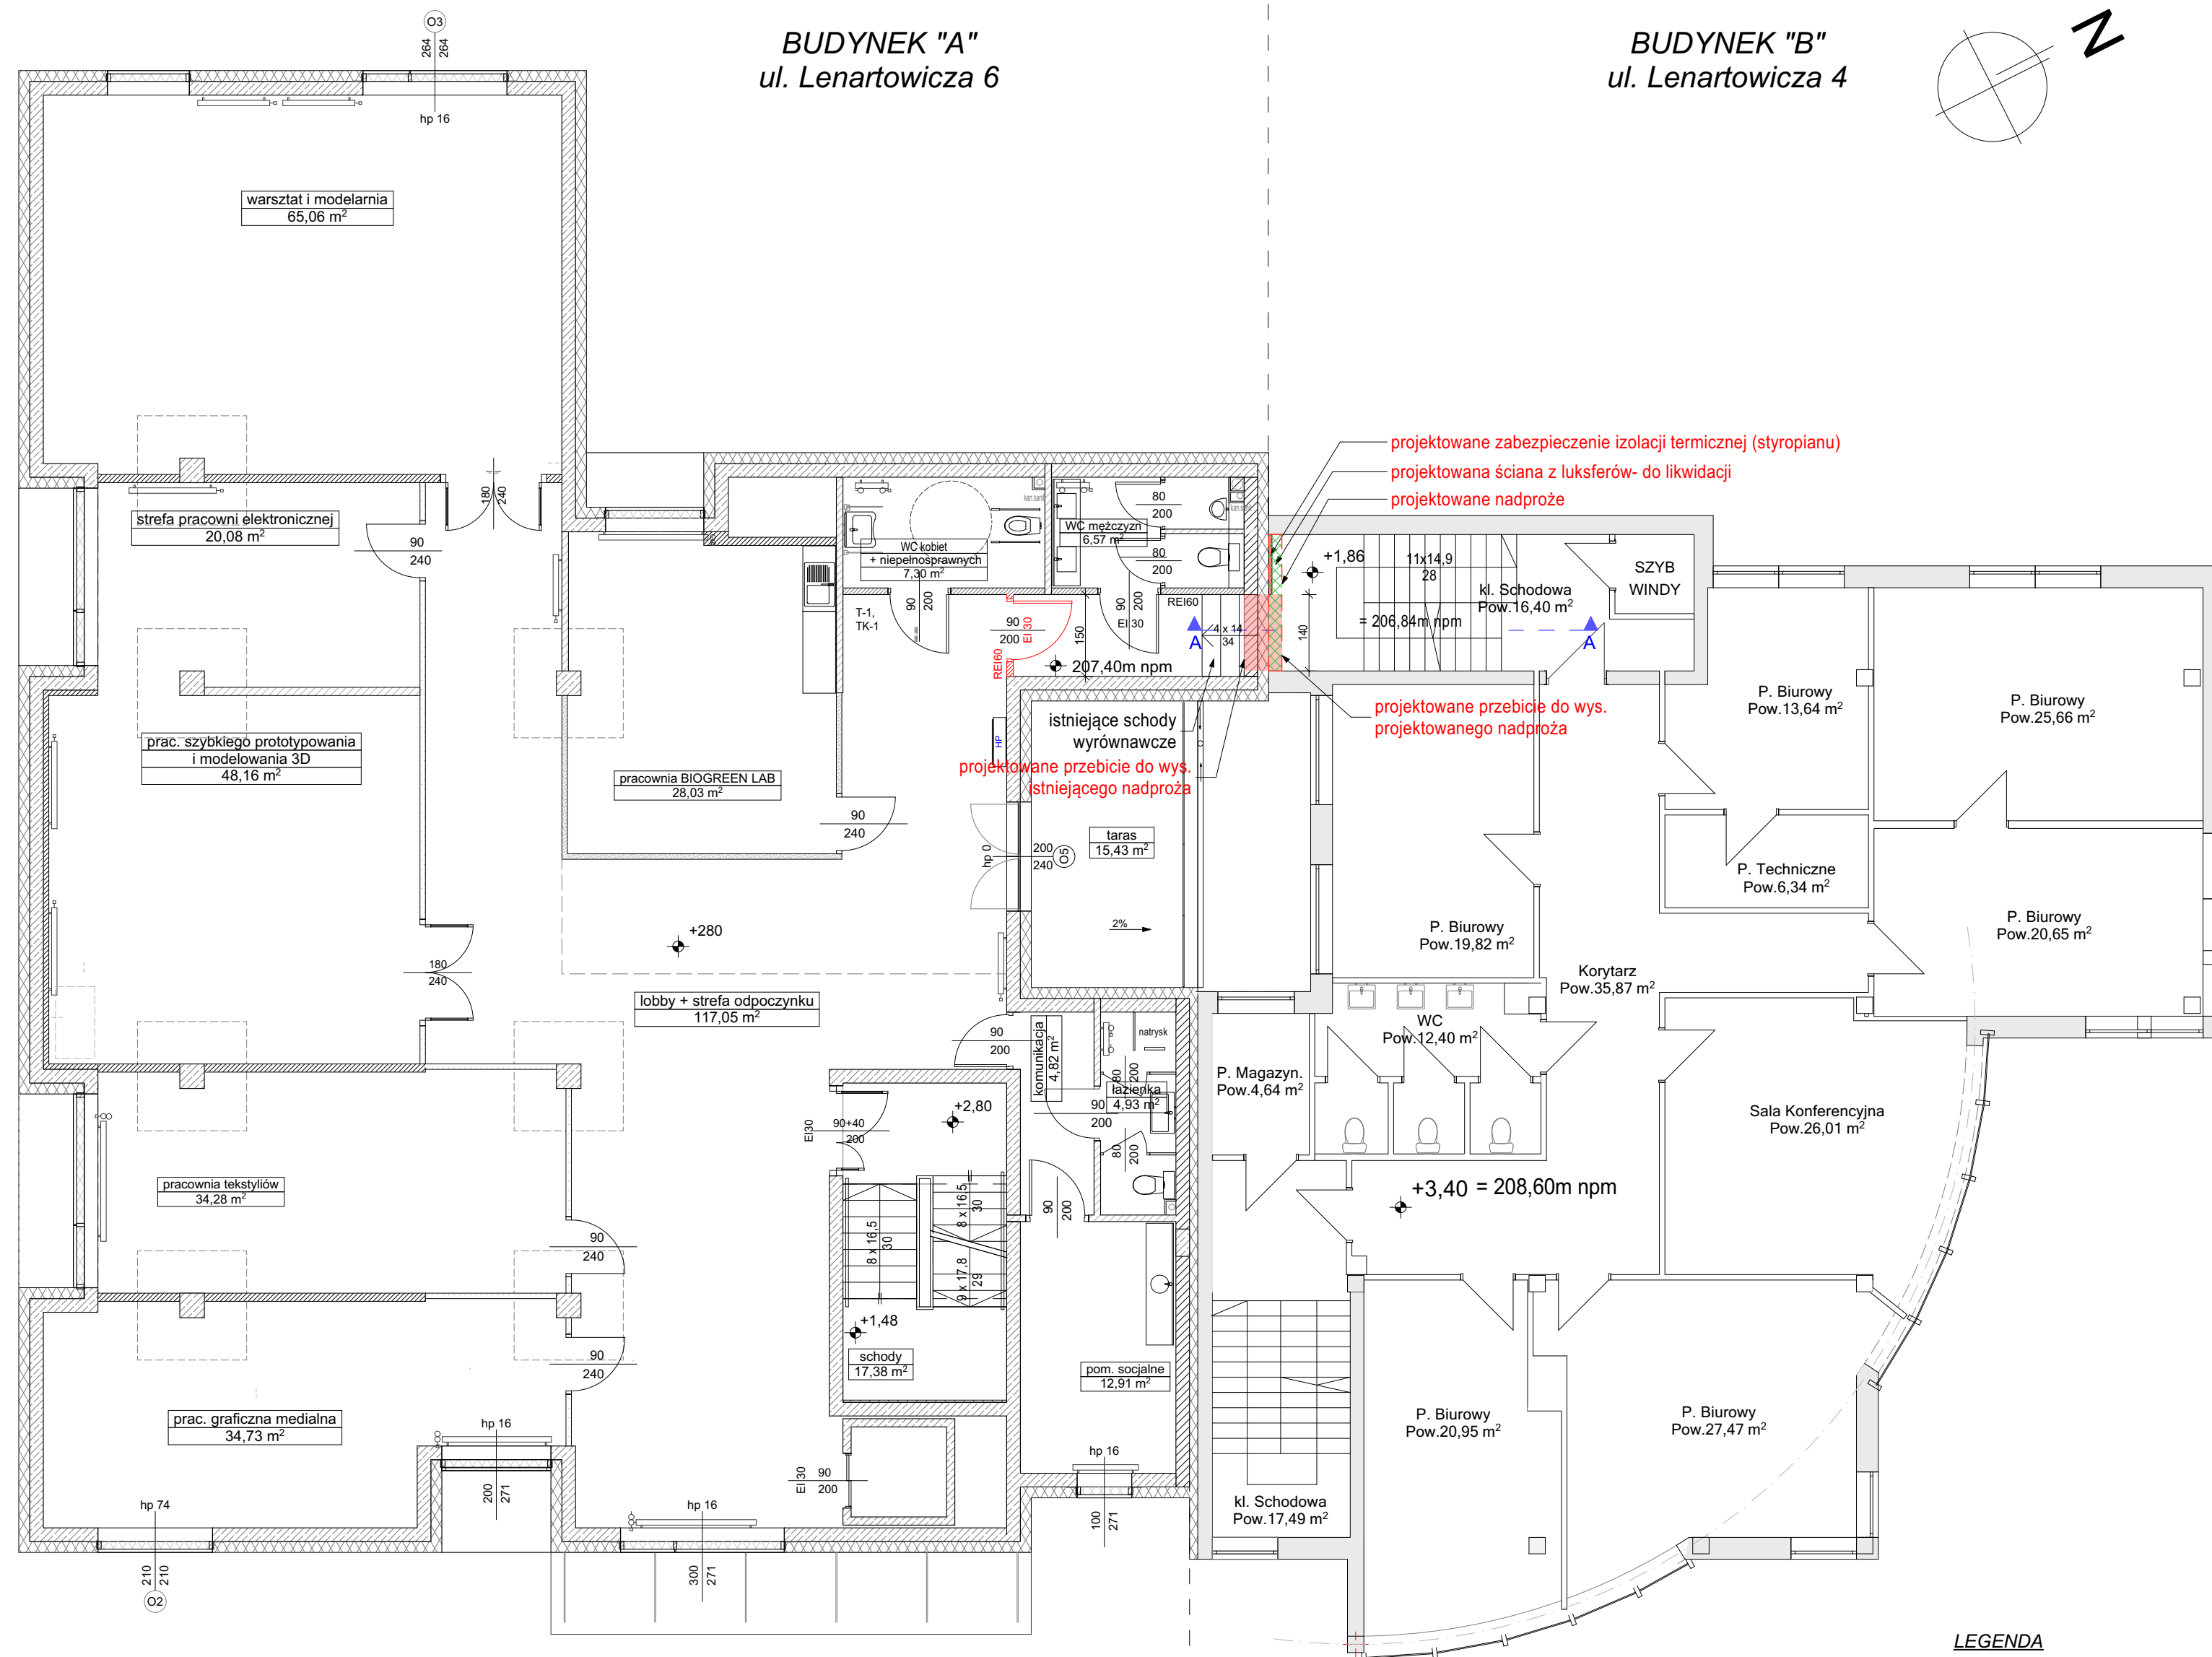 BUDYNEK "A"
ul. Lenartowicza 6
BUDYNEK "B"
ul. Lenartowicza 4
N
O3
264
264
hp 16
warsztat i modelarnia
65,06 m²
projektowane zabezpieczenie izolacji termicznej (styropianu)
projektowana ściana z luksferów- do likwidacji
projektowane nadproże
180
240
strefa pracowni elektronicznej
20,08 m²
90
240
kan.sanit
WC kobiet
+ niepełnosprawnych
7,30 m²
80
200
WC mężczyzn
6,57 m²
80
200
+1,86
11x14,9
28
kl. Schodowa
Pow.16,40 m²
SZYB
WINDY
= 206,84m npm
T-1,
TK-1
90
200
90
200
EI 30
REI60
150
90
200
EI 30
REI60
4 x 14
34
140
A
A
207,40m npm
istniejące schody
wyrównawcze
projektowane przebicie do wys.
istniejącego nadproża
projektowane przebicie do wys.
projektowanego nadproża
P. Biurowy
Pow.13,64 m²
P. Biurowy
Pow.25,66 m²
prac. szybkiego prototypowania
i modelowania 3D
48,16 m²
HP
pracownia BIOGREEN LAB
28,03 m²
90
240
hp 0
200
240
O5
taras
15,43 m²
2%
P. Techniczne
Pow.6,34 m²
P. Biurowy
Pow.19,82 m²
P. Biurowy
Pow.20,65 m²
+280
180
240
lobby + strefa odpoczynku
117,05 m²
Korytarz
Pow.35,87 m²
90
200
komunikacja
4,82 m²
natrysk
80
200
łazienka
4,93 m²
90
200
80
200
WC
Pow.12,40 m²
P. Magazyn.
Pow.4,64 m²
Sala Konferencyjna
Pow.26,01 m²
+2,80
EI30
90+40
200
pracownia tekstyliów
34,28 m²
90
240
8 x 16,5
30
8 x 16,5
30
9 x 17,8
29
90
200
+3,40 = 208,60m npm
+1,48
schody
17,38 m²
90
240
pom. socjalne
12,91 m²
prac. graficzna medialna
34,73 m²
hp 16
200
271
P. Biurowy
Pow.20,95 m²
P. Biurowy
Pow.27,47 m²
EI 30
90
200
hp 16
100
271
kl. Schodowa
Pow.17,49 m²
hp 74
210
210
O2
hp 16
300
271
LEGENDA